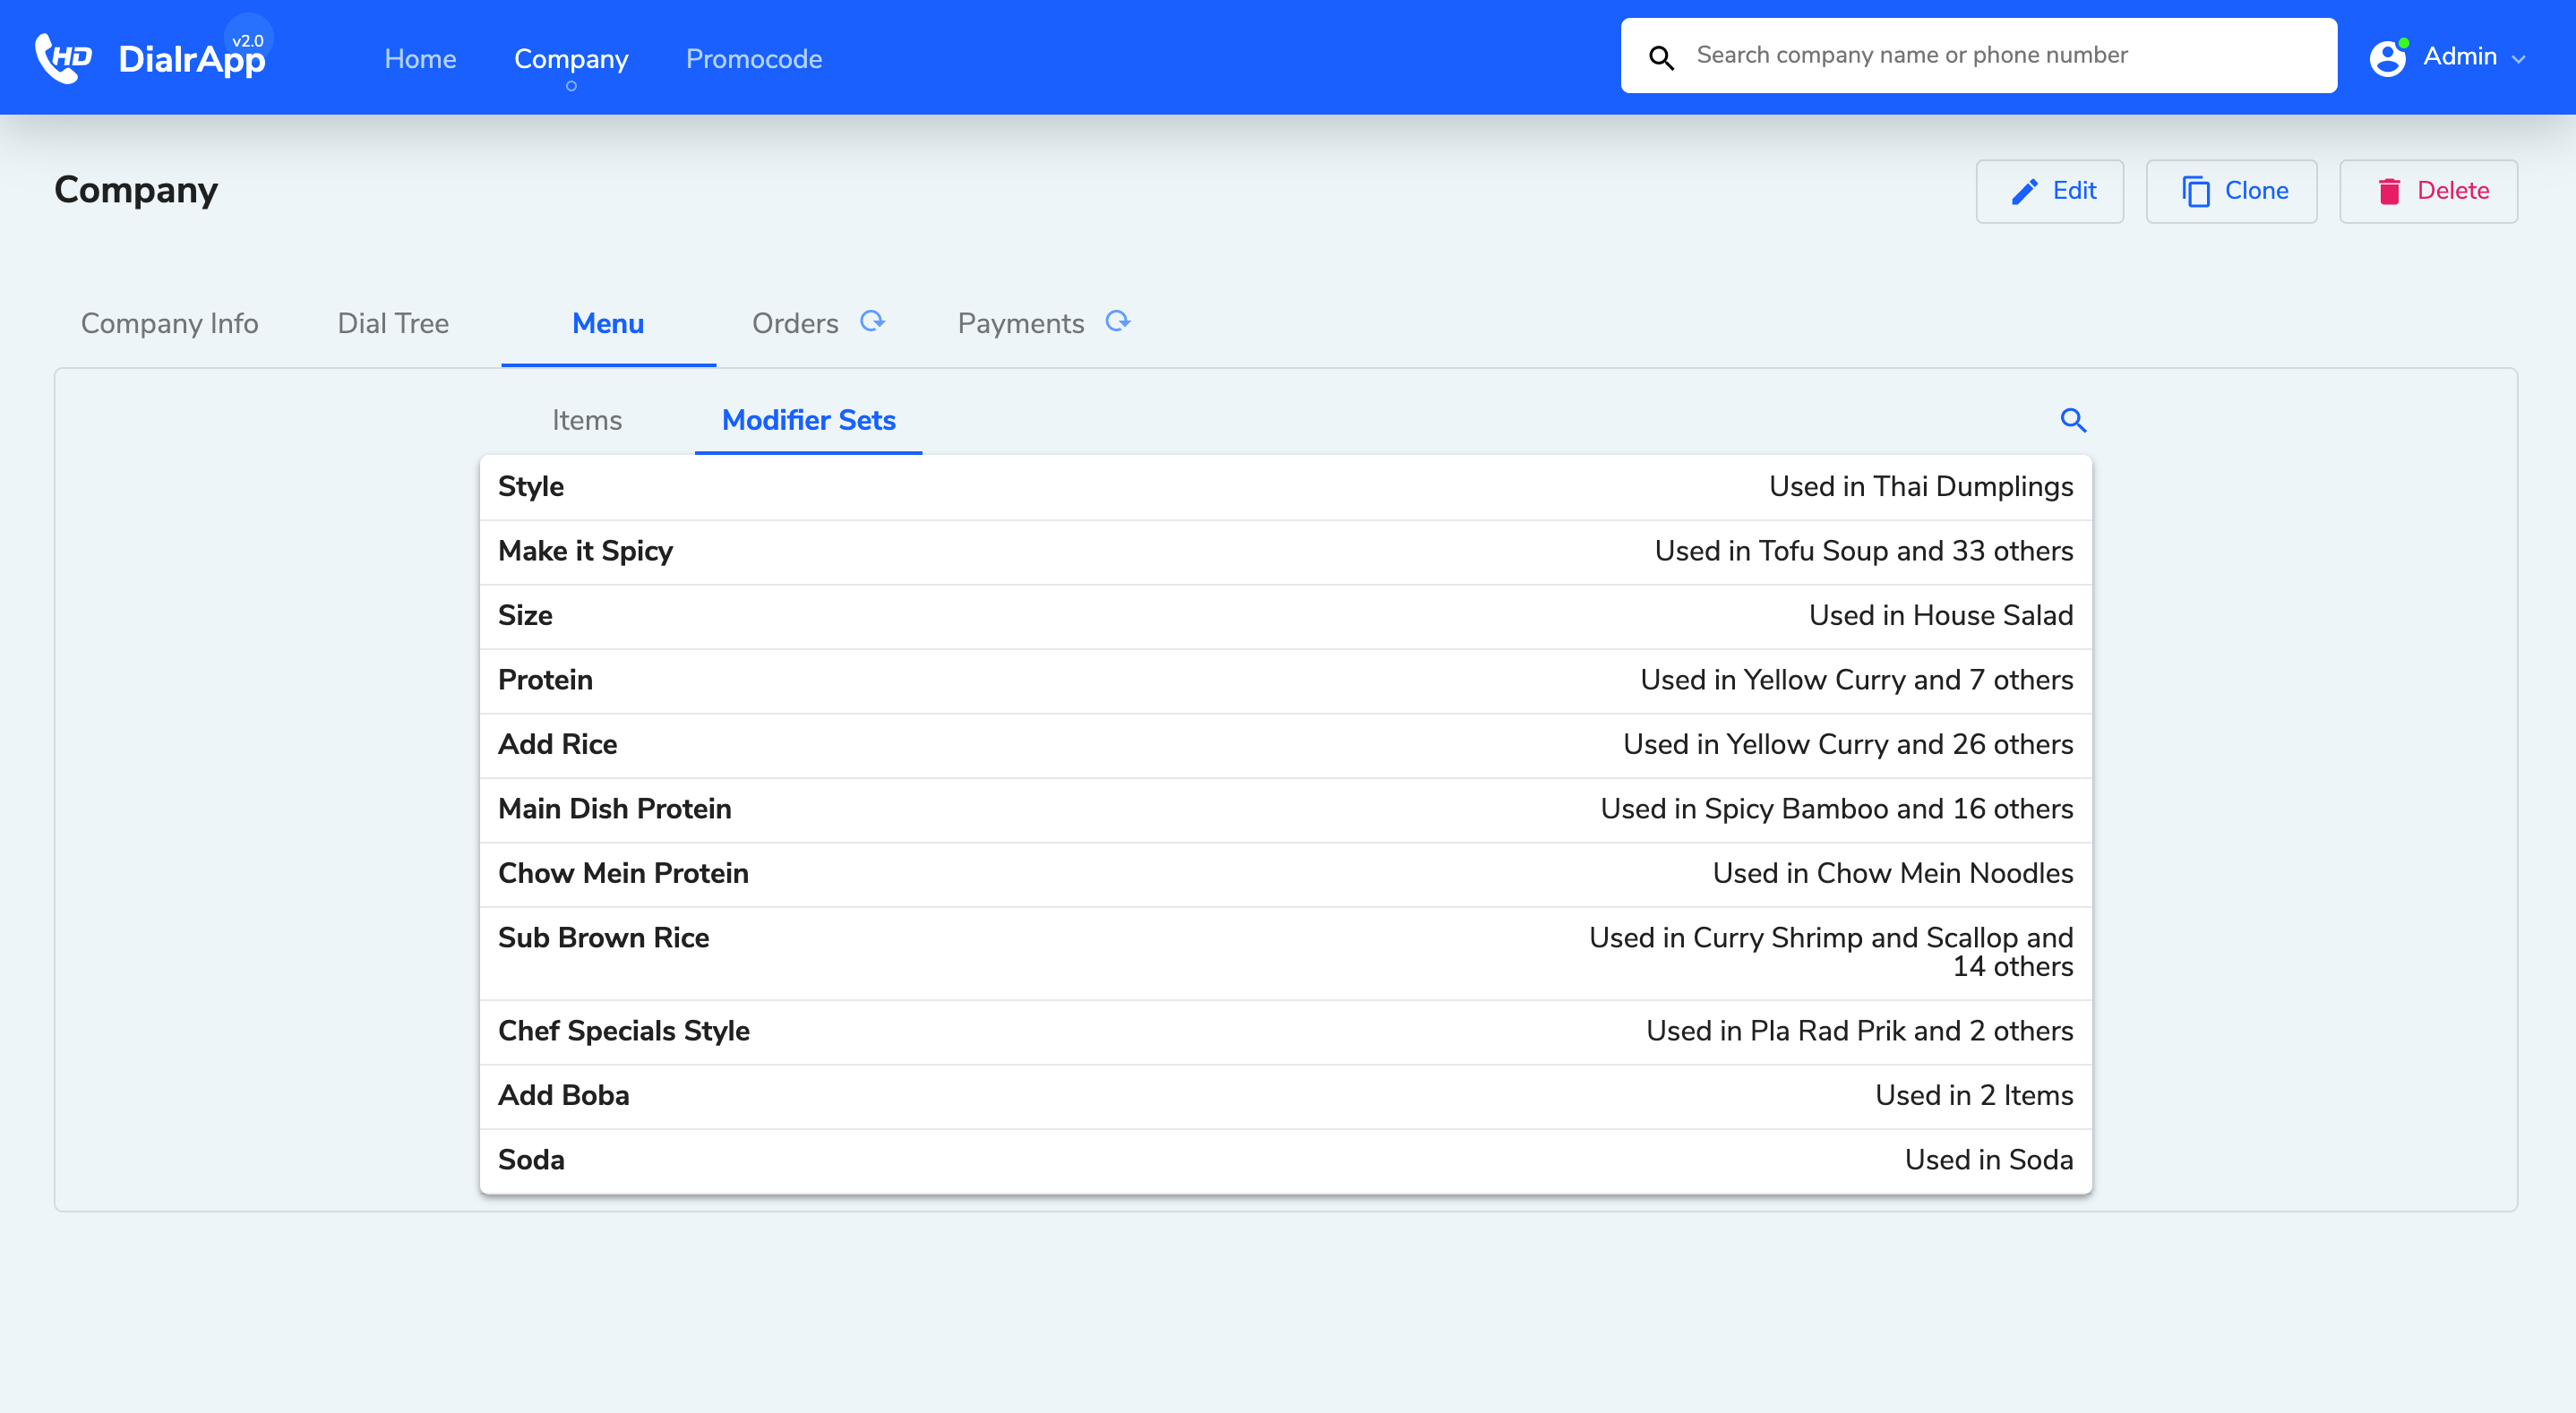 HD DialrApp v2.0 Home Company Promocode Search company name or phone number Admin
Company Edit Clone Delete
Company Info Dial Tree Menu Orders Payments
Items Modifier Sets
Style Used in Thai Dumplings
Make it Spicy Used in Tofu Soup and 33 others
Size Used in House Salad
Protein Used in Yellow Curry and 7 others
Add Rice Used in Yellow Curry and 26 others
Main Dish Protein Used in Spicy Bamboo and 16 others
Chow Mein Protein Used in Chow Mein Noodles
Sub Brown Rice Used in Curry Shrimp and Scallop and
14 others
Chef Specials Style Used in Pla Rad Prik and 2 others
Add Boba Used in 2 Items
Soda Used in Soda